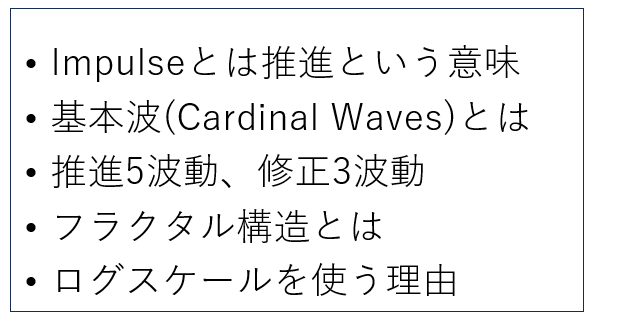 • Impulseとは推進という意味
• 基本波(Cardinal Waves)とは
• 推進5波動、修正3波動
• フラクタル構造とは
• ログスケールを使う理由